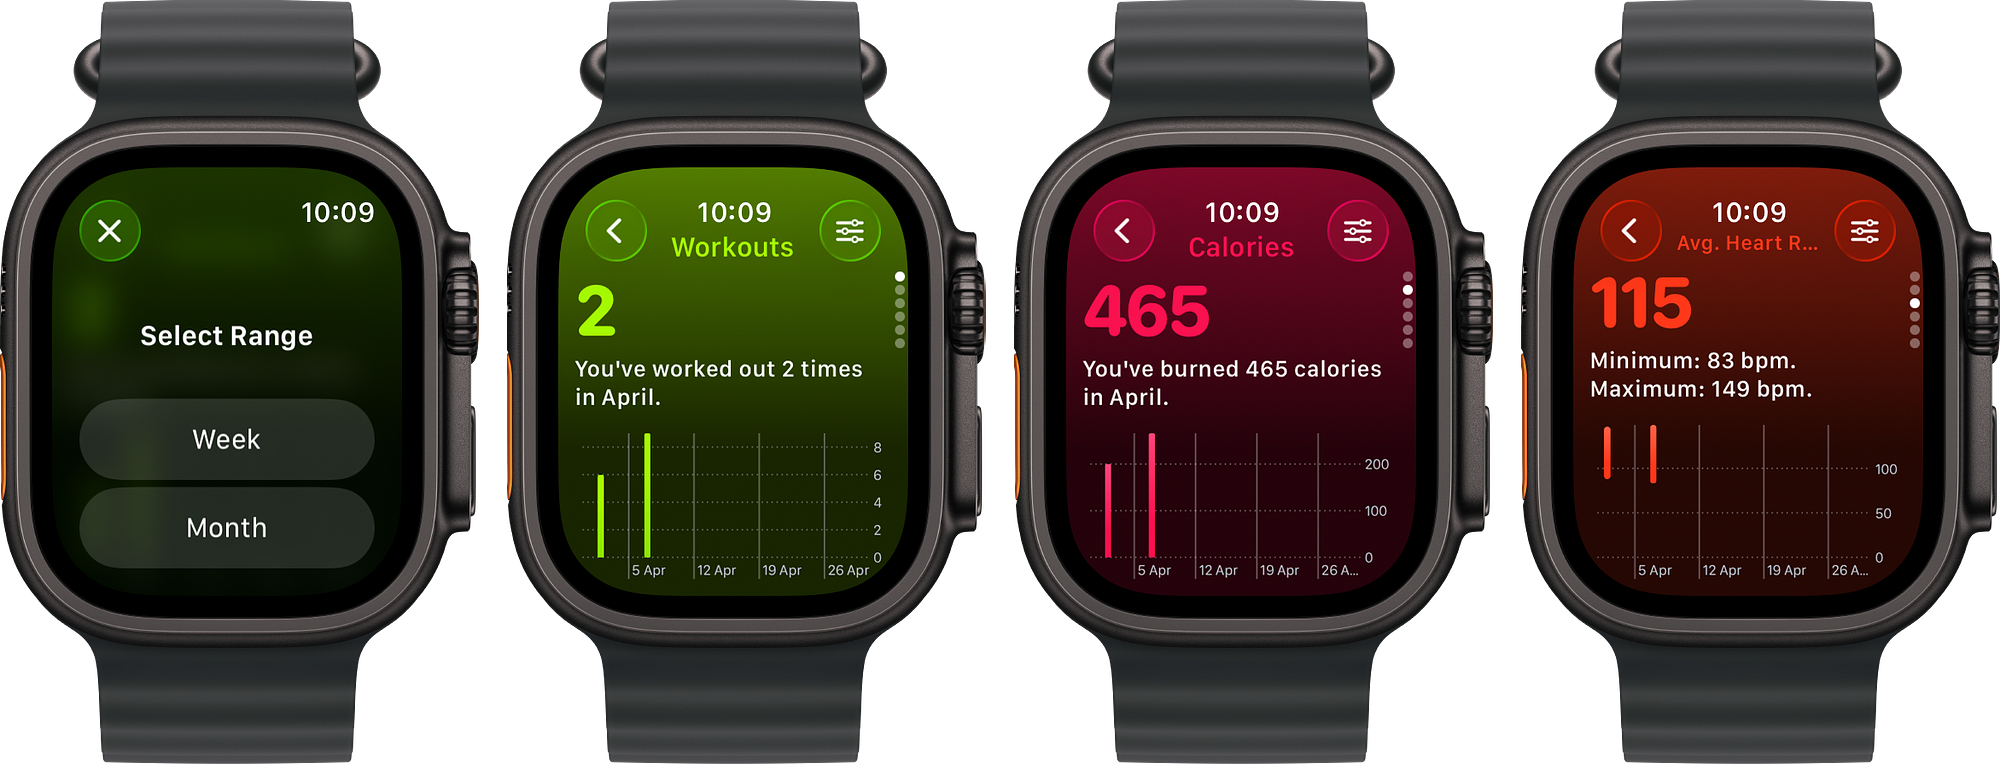 10:09
Select Range
Week
Month
10:09
Workouts
2
You've worked out 2 times
in April.
8
6
4
2
0
5 Apr
12 Apr
19 Apr
26 Apr
10:09
Calories
465
You've burned 465 calories
in April.
200
100
0
5 Apr
12 Apr
19 Apr
26 A...
10:09
Avg. Heart R...
115
Minimum: 83 bpm.
Maximum: 149 bpm.
100
50
0
5 Apr
12 Apr
19 Apr
26 A...